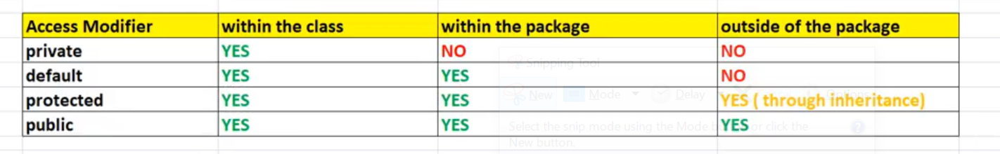 Access Modifier within the class within the package outside of the package
private YES NO NO
default YES YES NO
protected YES YES YES ( through inheritance)
public YES YES YES
Snipping Tool
New Mode Delay Options
Select the snip mode using the Mode or click the
New button.